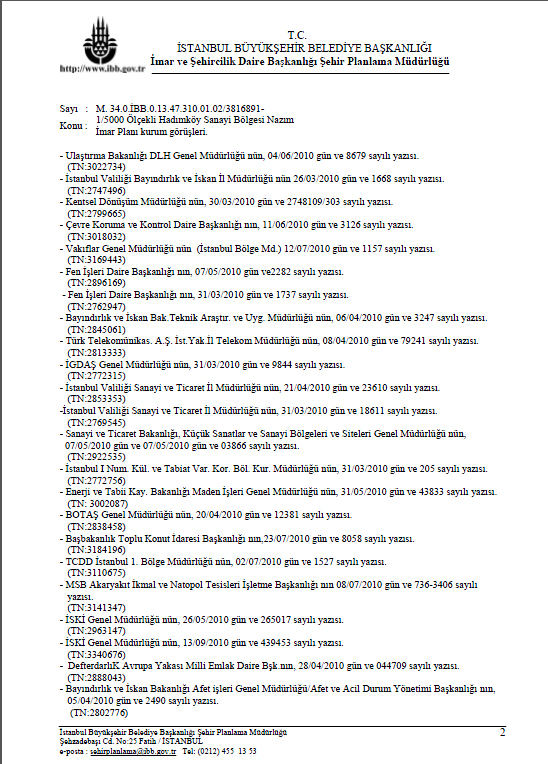 T.C.
İSTANBUL BÜYÜKŞEHİR BELEDİYE BAŞKANLIĞI
İmar ve Şehircilik Daire Başkanlığı Şehir Planlama Müdürlüğü
http://www.ibb.gov.tr
Sayı : M. 34.0.İBB.0.13.47.310.01.02/3816891-
Konu : 1/5000 Ölçekli Hadımköy Sanayi Bölgesi Nazım
İmar Planı kurum görüşleri.
- Ulaştırma Bakanlığı DLH Genel Müdürlüğü nün, 04/06/2010 gün ve 8679 sayılı yazısı.
(TN:3022734)
- İstanbul Valiliği Bayındırlık ve İskan İl Müdürlüğü nün 26/03/2010 gün ve 1668 sayılı yazısı.
(TN:2747496)
- Kentsel Dönüşüm Müdürlüğü nün, 30/03/2010 gün ve 2748109/303 sayılı yazısı.
(TN:2799665)
- Çevre Koruma ve Kontrol Daire Başkanlığı nın, 11/06/2010 gün ve 3126 sayılı yazısı.
(TN:3018032)
- Vakıflar Genel Müdürlüğü nün (İstanbul Bölge Md.) 12/07/2010 gün ve 1157 sayılı yazısı.
(TN:3169443)
- Fen İşleri Daire Başkanlığı nın, 07/05/2010 gün ve2282 sayılı yazısı.
(TN:2896169)
- Fen İşleri Daire Başkanlığı nın, 31/03/2010 gün ve 1737 sayılı yazısı.
(TN:2762947)
- Bayındırlık ve İskan Bak.Teknik Araştır. ve Uyg. Müdürlüğü nün, 06/04/2010 gün ve 3247 sayılı yazısı.
(TN:2845061)
- Türk Telekomünikas. A.Ş. İst.Yak.İl Telekom Müdürlüğü nün, 08/04/2010 gün ve 79241 sayılı yazısı.
(TN:2813333)
- İGDAŞ Genel Müdürlüğü nün, 31/03/2010 gün ve 9844 sayılı yazısı.
(TN:2772315)
- İstanbul Valiliği Sanayi ve Ticaret İl Müdürlüğü nün, 21/04/2010 gün ve 23610 sayılı yazısı.
(TN:2853353)
-İstanbul Valiliği Sanayi ve Ticaret İl Müdürlüğü nün, 31/03/2010 gün ve 18611 sayılı yazısı.
(TN:2769545)
- Sanayi ve Ticaret Bakanlığı, Küçük Sanatlar ve Sanayi Bölgeleri ve Siteleri Genel Müdürlüğü nün,
07/05/2010 gün ve 07/05/2010 gün ve 03866 sayılı yazısı.
(TN:2922535)
- İstanbul I Num. Kül. ve Tabiat Var. Kor. Böl. Kur. Müdürlüğü nün, 31/03/2010 gün ve 205 sayılı yazısı.
(TN:2772756)
- Enerji ve Tabii Kay. Bakanlığı Maden İşleri Genel Müdürlüğü nün, 31/05/2010 gün ve 43833 sayılı yazısı.
(TN: 3002087)
- BOTAŞ Genel Müdürlüğü nün, 20/04/2010 gün ve 12381 sayılı yazısı.
(TN:2838458)
- Başbakanlık Toplu Konut İdaresi Başkanlığı nın,23/07/2010 gün ve 8058 sayılı yazısı.
(TN:3184196)
- TCDD İstanbul 1. Bölge Müdürlüğü nün, 02/07/2010 gün ve 1527 sayılı yazısı.
(TN:3110675)
- MSB Akaryakıt İkmal ve Natopol Tesisleri İşletme Başkanlığı nın 08/07/2010 gün ve 736-3406 sayılı
yazısı.
(TN:3141347)
- İSKİ Genel Müdürlüğü nün, 26/05/2010 gün ve 265017 sayılı yazısı.
(TN:2963147)
- İSKİ Genel Müdürlüğü nün, 13/09/2010 gün ve 439453 sayılı yazısı.
(TN:3340676)
- DefterdarlıK Avrupa Yakası Milli Emlak Daire Bşk.nın, 28/04/2010 gün ve 044709 sayılı yazısı.
(TN:2888043)
- Bayındırlık ve İskan Bakanlığı Afet işleri Genel Müdürlüğü/Afet ve Acil Durum Yönetimi Başkanlığı nın,
05/04/2010 gün ve 2490 sayılı yazısı.
(TN:2802776)
İstanbul Büyükşehir Belediye Başkanlığı Şehir Planlama Müdürlüğü 2
Şehzadebaşı Cd. No:25 Fatih / İSTANBUL
e-posta : sehirplanlama@ibb.gov.tr Tel: (0212) 455 13 53